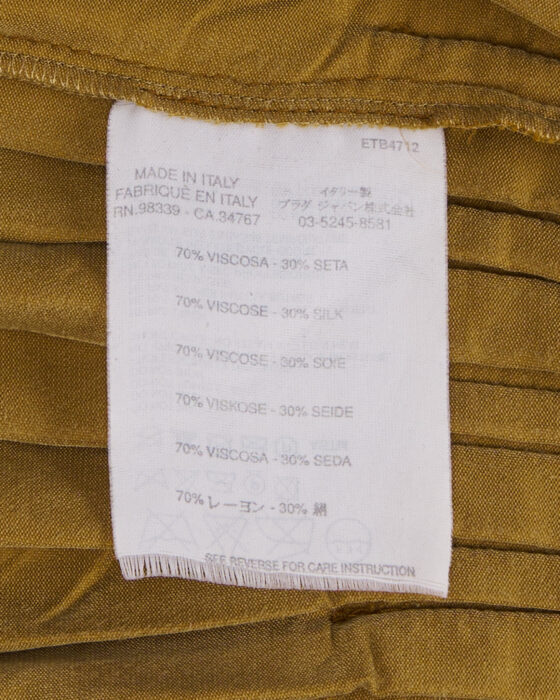 ETB4712
MADE IN ITALY
FABRIQUÈ EN ITALY
RN.98339 - CA.34767
イタリー製
プラダ ジャパン株式会社
03-5245-8581
70% VISCOSA - 30% SETA
70% VISCOSE - 30% SILK
70% VISCOSE - 30% SOIE
70% VISKOSE - 30% SEIDE
70% VISCOSA - 30% SEDA
70% レーヨン - 30% 絹
SEE REVERSE FOR CARE INSTRUCTION